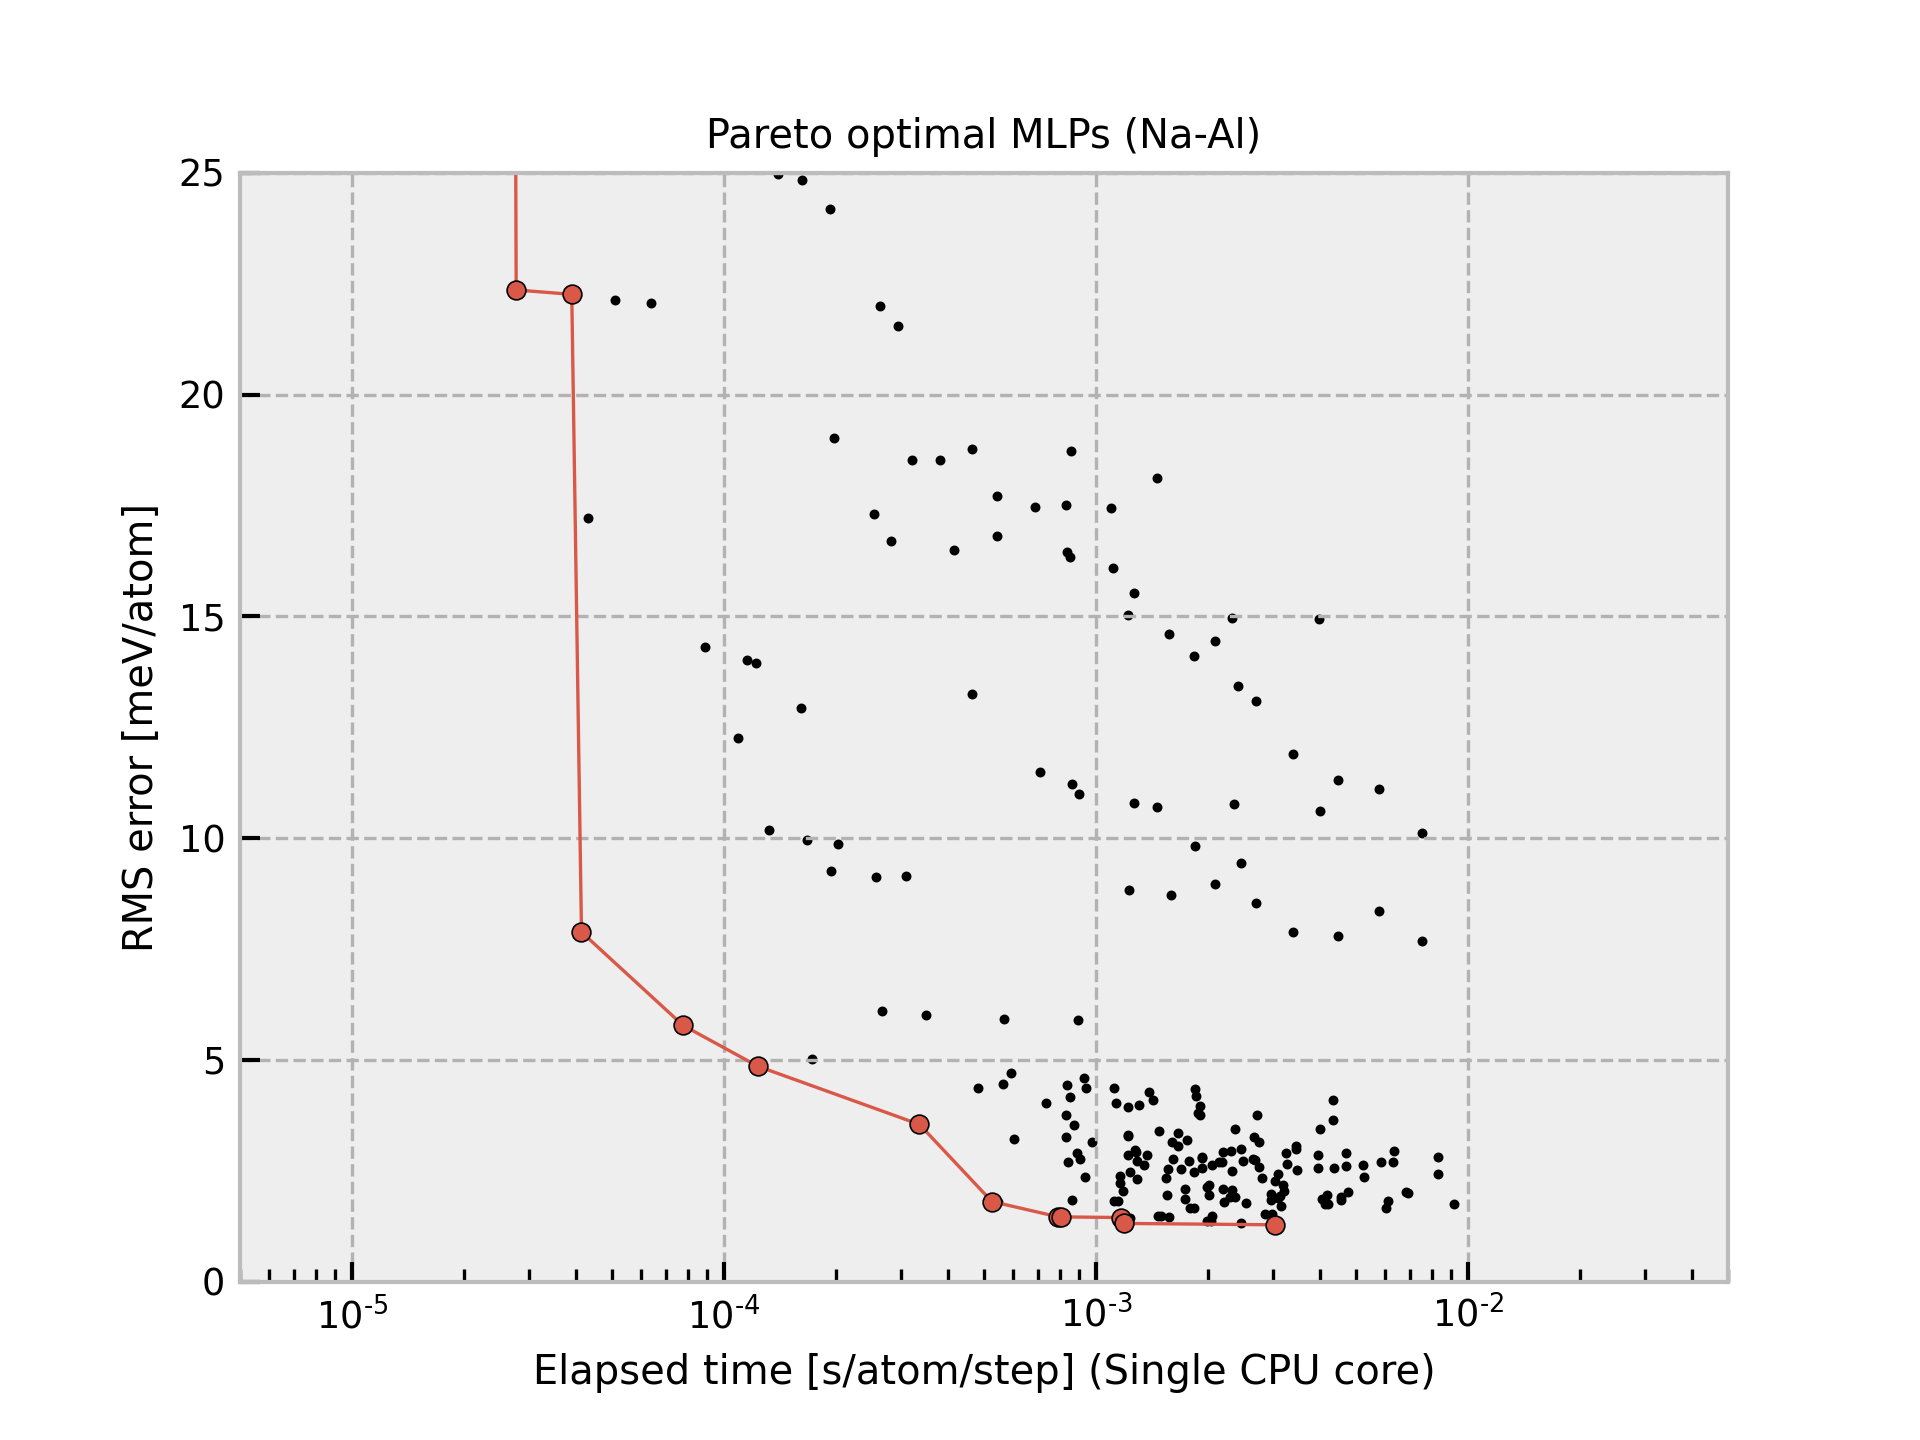 Pareto optimal MLPs (Na-Al)
25
20
15
10
5
0
RMS error [meV/atom]
10-5 10-4 10-3 10-2
Elapsed time [s/atom/step] (Single CPU core)